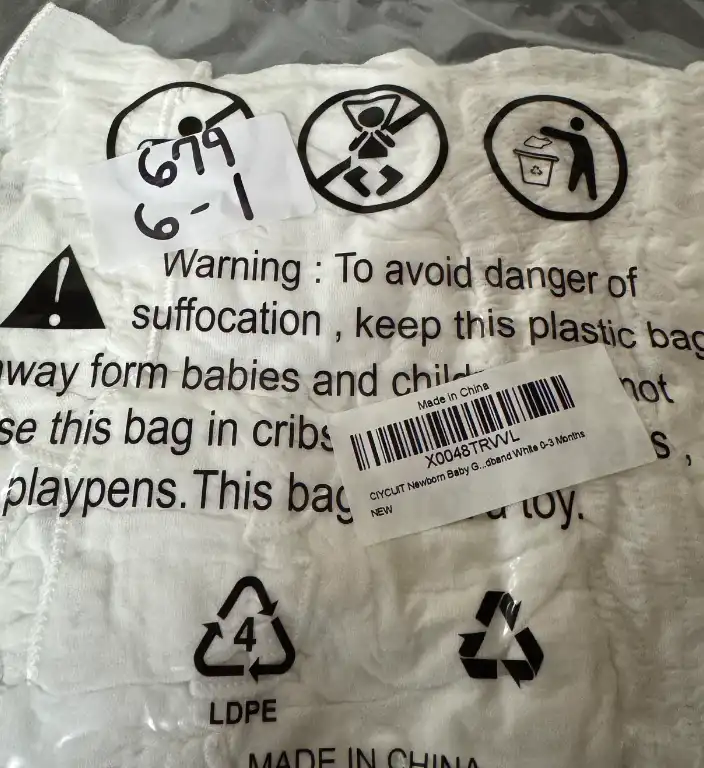 679
6-1
Warning : To avoid danger of
suffocation , keep this plastic bag
way form babies and not
se this bag in cribs ,
playpens. This bag a toy.
Made in China
X0048TRVVL
CIYCUIT Newborn Baby G...dband White 0-3 Months
NEW
4
LDPE
MADE IN CHINA